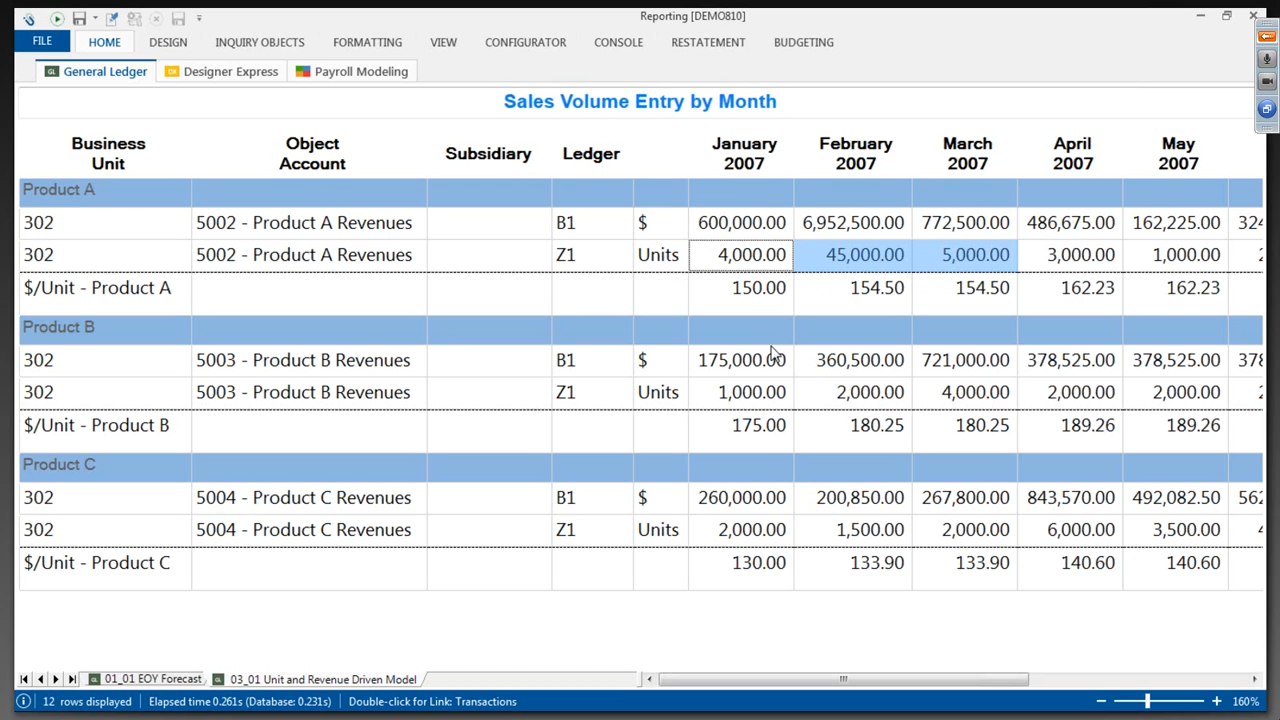 Reporting [DEMO810]
FILE HOME DESIGN INQUIRY OBJECTS FORMATTING VIEW CONFIGURATOR CONSOLE RESTATEMENT BUDGETING
General Ledger Designer Express Payroll Modeling
Sales Volume Entry by Month
Business Unit Object Account Subsidiary Ledger January 2007 February 2007 March 2007 April 2007 May 2007
Product A
302 5002 - Product A Revenues B1 $ 600,000.00 6,952,500.00 772,500.00 486,675.00 162,225.00
302 5002 - Product A Revenues Z1 Units 4,000.00 45,000.00 5,000.00 3,000.00 1,000.00
$/Unit - Product A 150.00 154.50 154.50 162.23 162.23
Product B
302 5003 - Product B Revenues B1 $ 175,000.00 360,500.00 721,000.00 378,525.00 378,525.00
302 5003 - Product B Revenues Z1 Units 1,000.00 2,000.00 4,000.00 2,000.00 2,000.00
$/Unit - Product B 175.00 180.25 180.25 189.26 189.26
Product C
302 5004 - Product C Revenues B1 $ 260,000.00 200,850.00 267,800.00 843,570.00 492,082.50
302 5004 - Product C Revenues Z1 Units 2,000.00 1,500.00 2,000.00 6,000.00 3,500.00
$/Unit - Product C 130.00 133.90 133.90 140.60 140.60
01_01 EOY Forecast 03_01 Unit and Revenue Driven Model
12 rows displayed Elapsed time 0.261s (Database: 0.231s) Double-click for Link: Transactions 160%